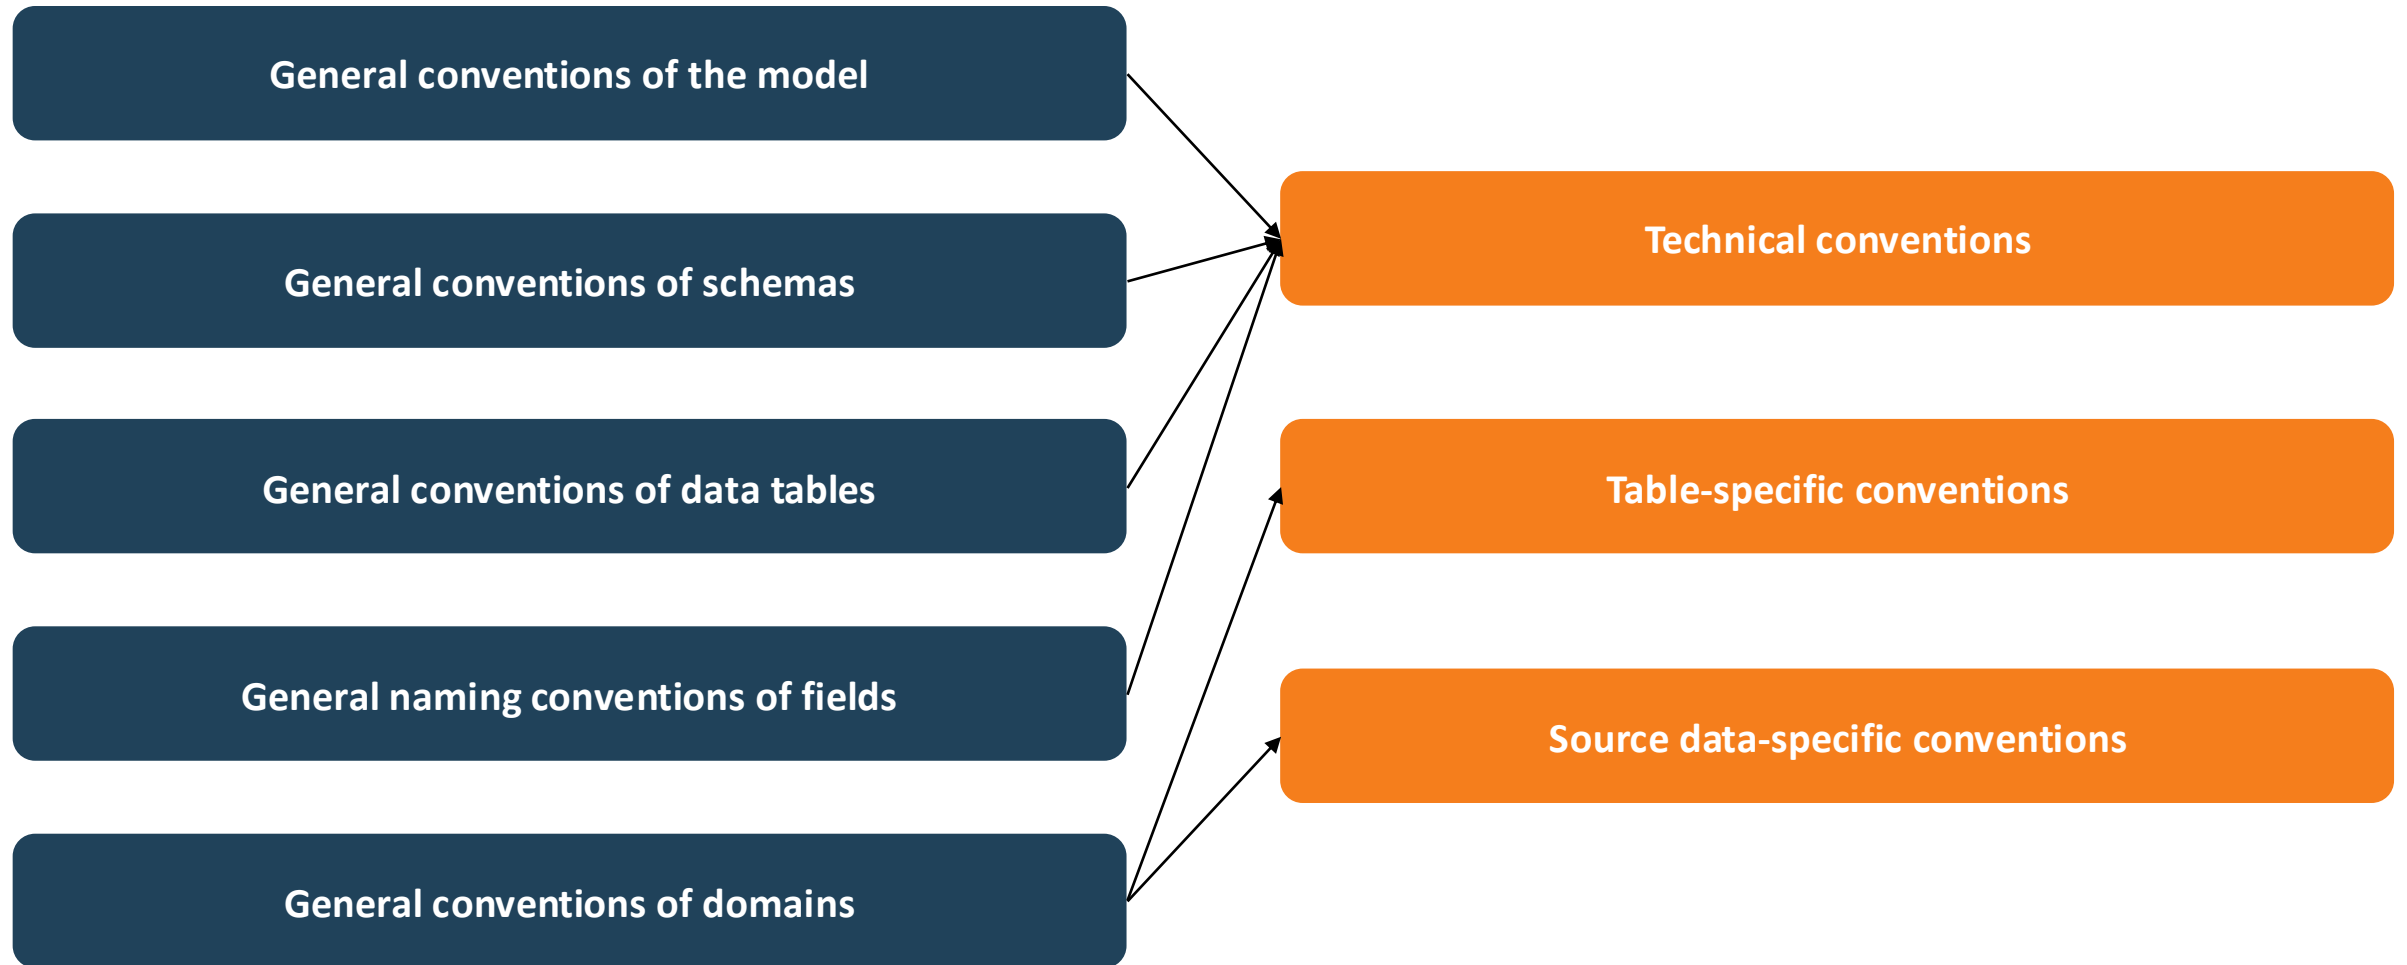 General conventions of the model
General conventions of schemas
General conventions of data tables
General naming conventions of fields
General conventions of domains
Technical conventions
Table-specific conventions
Source data-specific conventions